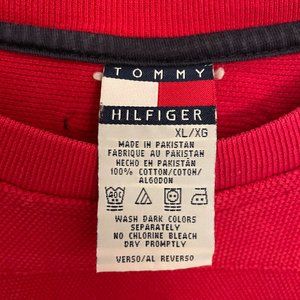 TOMMY
HILFIGER
XL/XG
MADE IN PAKISTAN
FABRIQUÉ AU PAKISTAN
HECHO EN PAKISTAN
100% COTTON/COTON/
ALGODON
WASH DARK COLORS
SEPARATELY
NO CHLORINE BLEACH
DRY PROMPTLY
VERSO/AL REVERSO